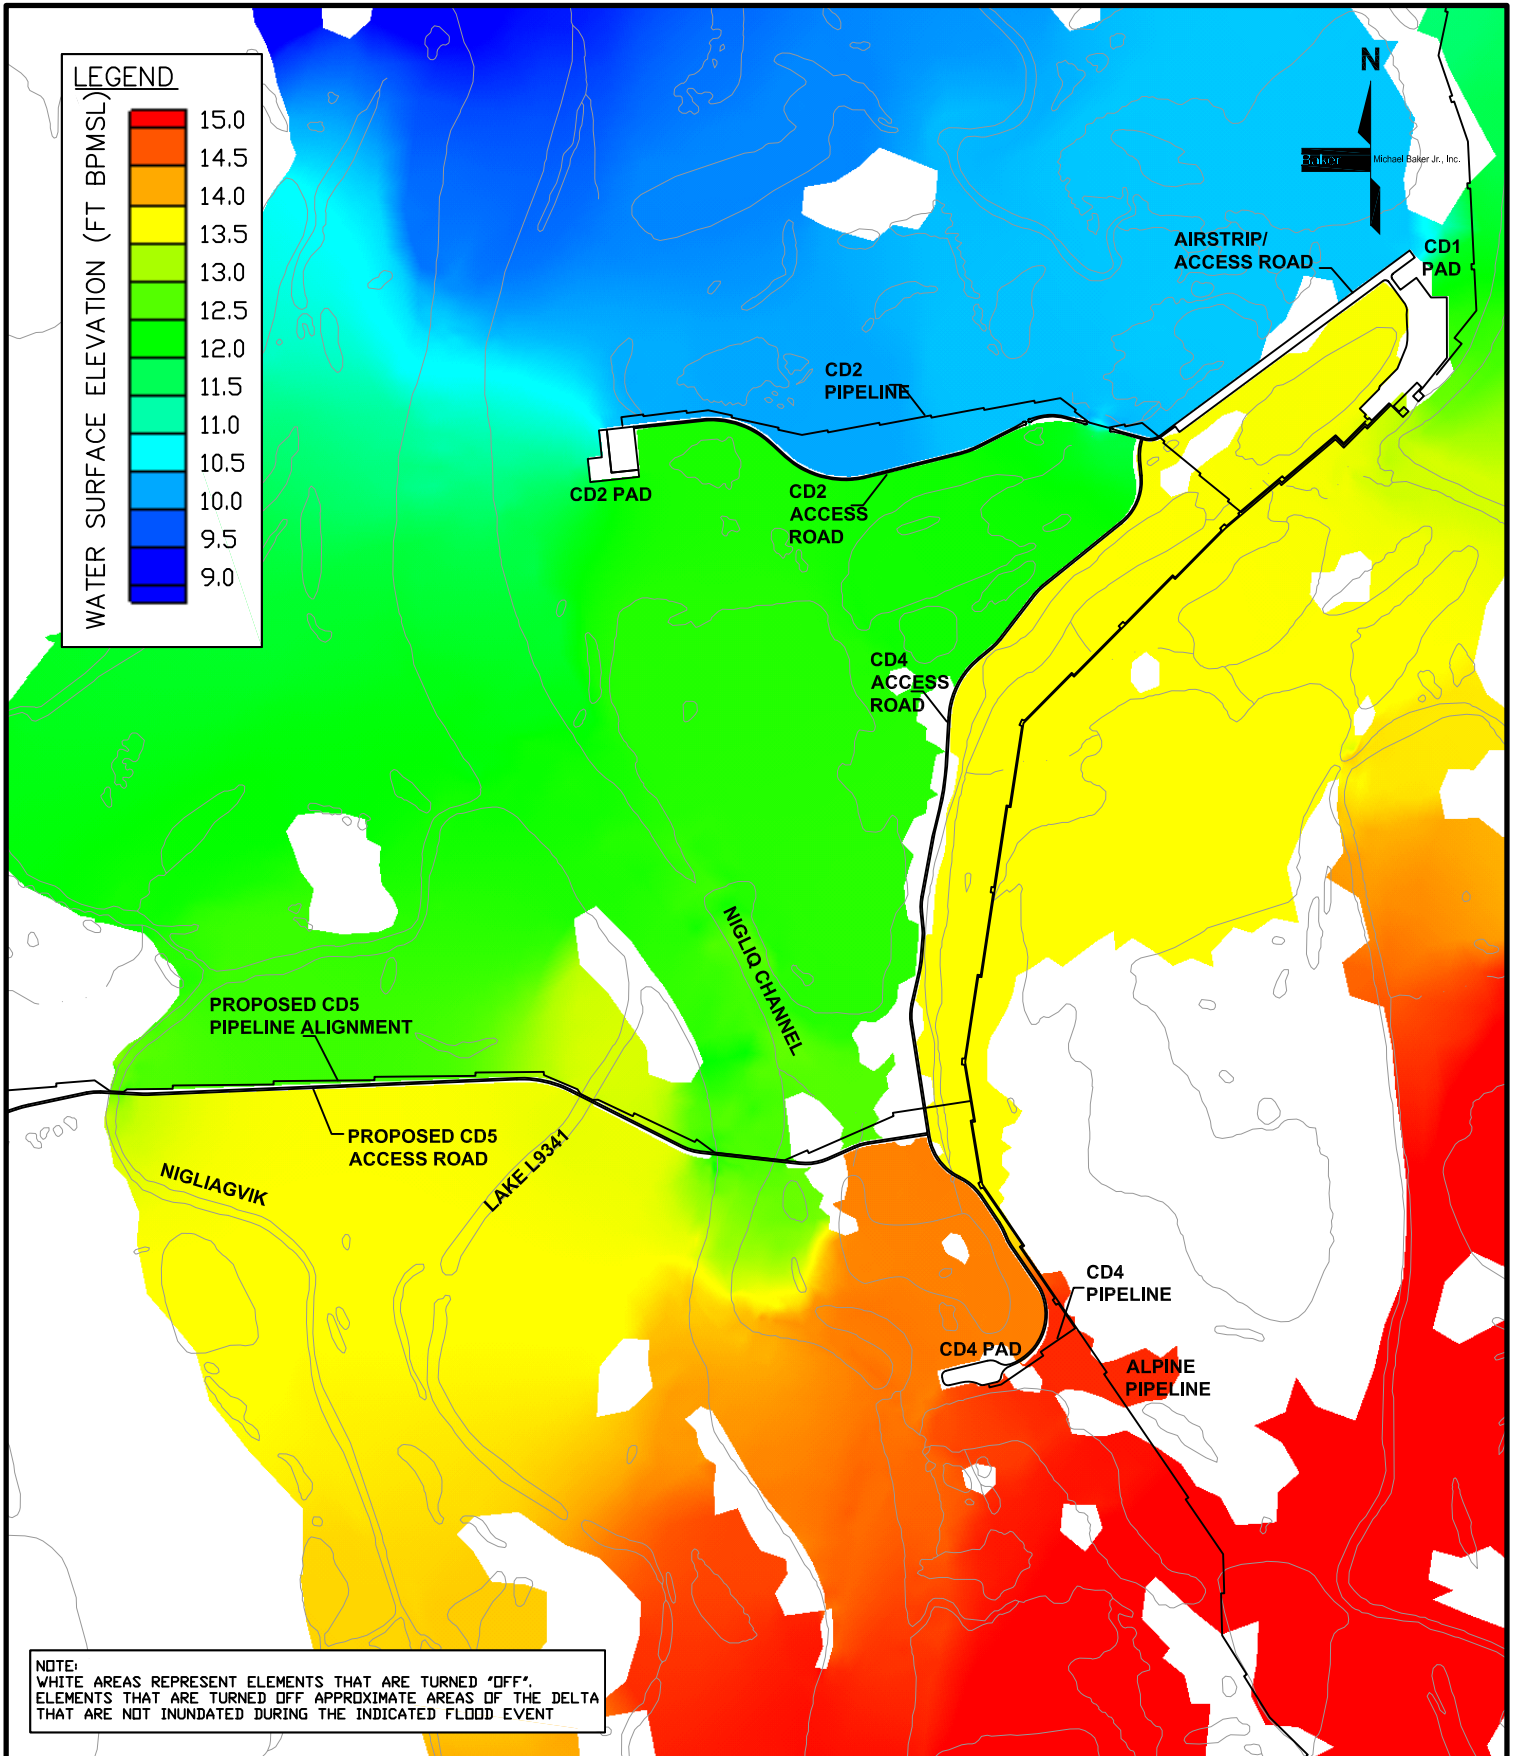 LEGEND
WATER SURFACE ELEVATION (FT BPMSL)
15.0
14.5
14.0
13.5
13.0
12.5
12.0
11.5
11.0
10.5
10.0
9.5
9.0
N
Baker
Michael Baker Jr., Inc.
AIRSTRIP/
ACCESS ROAD
CD1
PAD
CD2
PIPELINE
CD2 PAD
CD2
ACCESS
ROAD
CD4
ACCESS
ROAD
NIGLIQ CHANNEL
PROPOSED CD5
PIPELINE ALIGNMENT
PROPOSED CD5
ACCESS ROAD
LAKE L9341
NIGLIAGVIK
CD4
PIPELINE
CD4 PAD
ALPINE
PIPELINE
NOTE:
WHITE AREAS REPRESENT ELEMENTS THAT ARE TURNED "OFF".
ELEMENTS THAT ARE TURNED OFF APPROXIMATE AREAS OF THE DELTA
THAT ARE NOT INUNDATED DURING THE INDICATED FLOOD EVENT